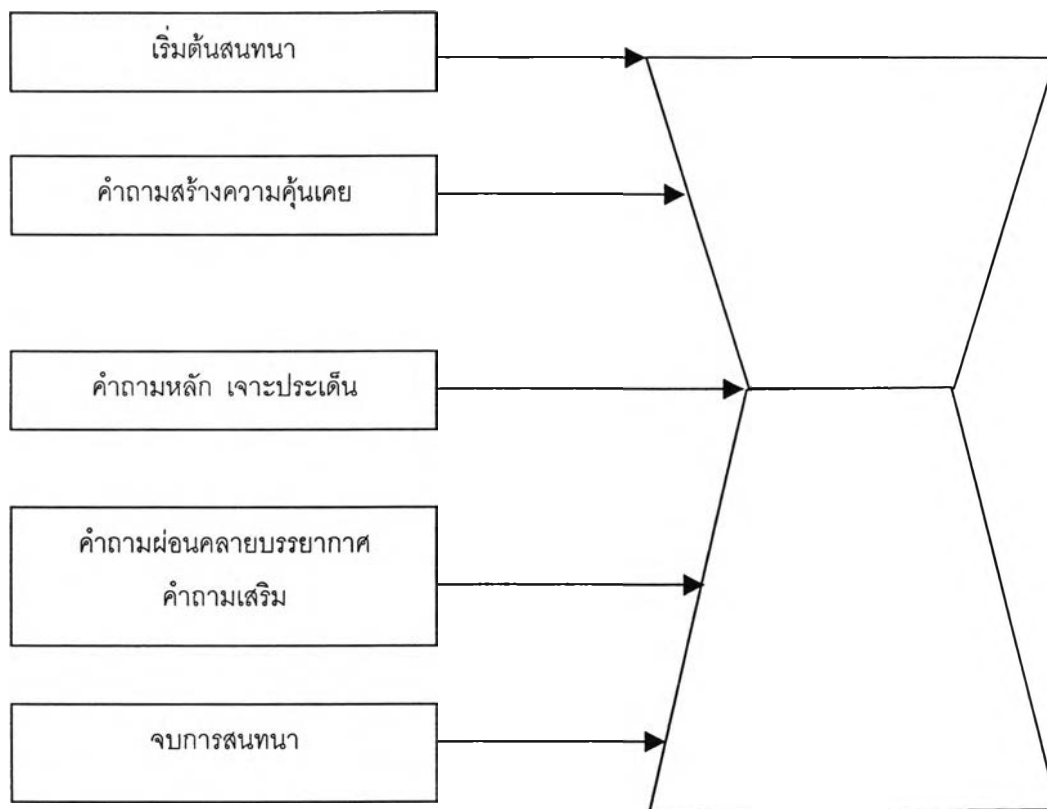 เริ่มต้นสนทนา
คำถามสร้างความคุ้นเคย
คำถามหลัก เจาะประเด็น
คำถามผ่อนคลายบรรยากาศ
คำถามเสริม
จบการสนทนา